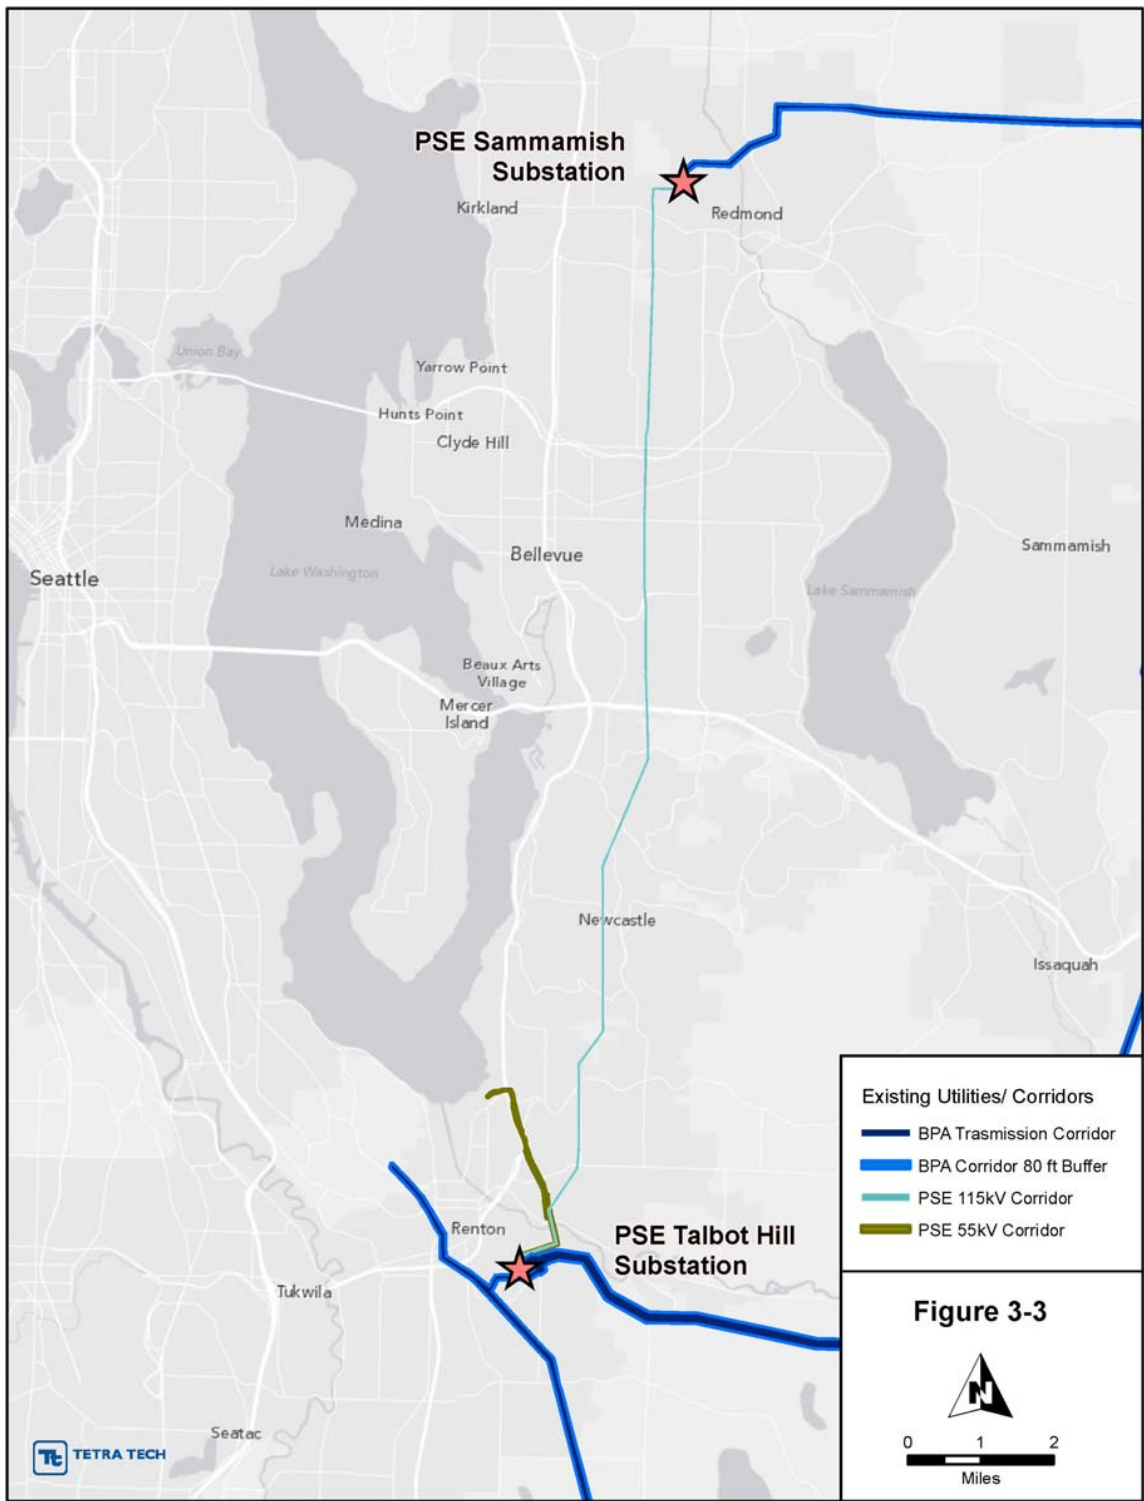 PSE Sammamish
Substation
Kirkland
Redmond
Union Bay
Yarrow Point
Hunts Point
Clyde Hill
Medina
Bellevue
Sammamish
Seattle
Lake Washington
Lake Sammamish
Beaux Arts
Village
Mercer
Island
Newcastle
Issaquah
Existing Utilities/ Corridors
BPA Trasmission Corridor
BPA Corridor 80 ft Buffer
PSE 115kV Corridor
PSE 55kV Corridor
Renton
PSE Talbot Hill
Substation
Tukwila
Figure 3-3
N
0 1 2
Miles
Seatac
Tt TETRA TECH